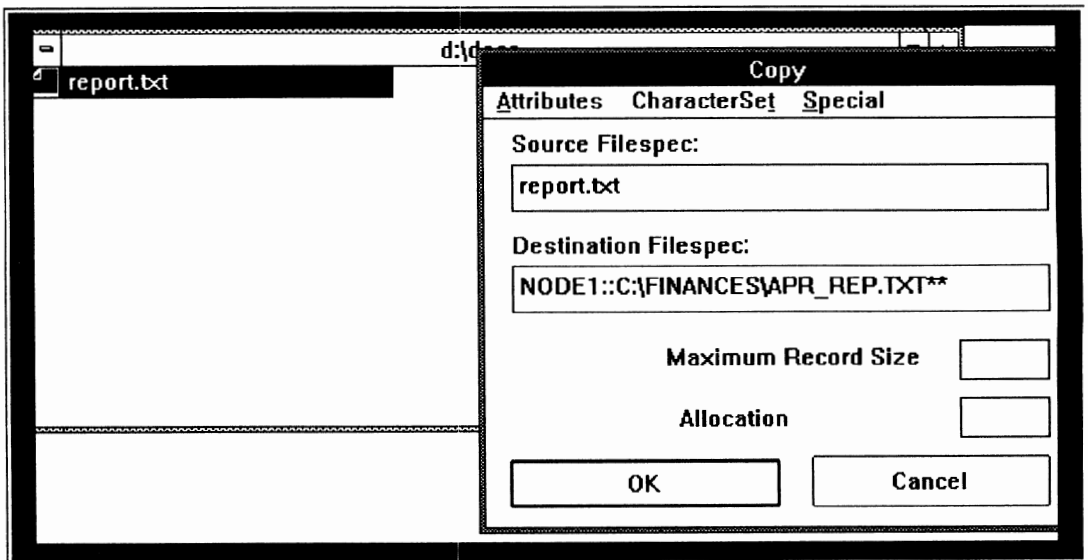 d:\d
report.txt
Copy
Attributes CharacterSet Special
Source Filespec:
report.txt
Destination Filespec:
NODE1::C:\FINANCES\APR_REP.TXT**
Maximum Record Size
Allocation
OK Cancel